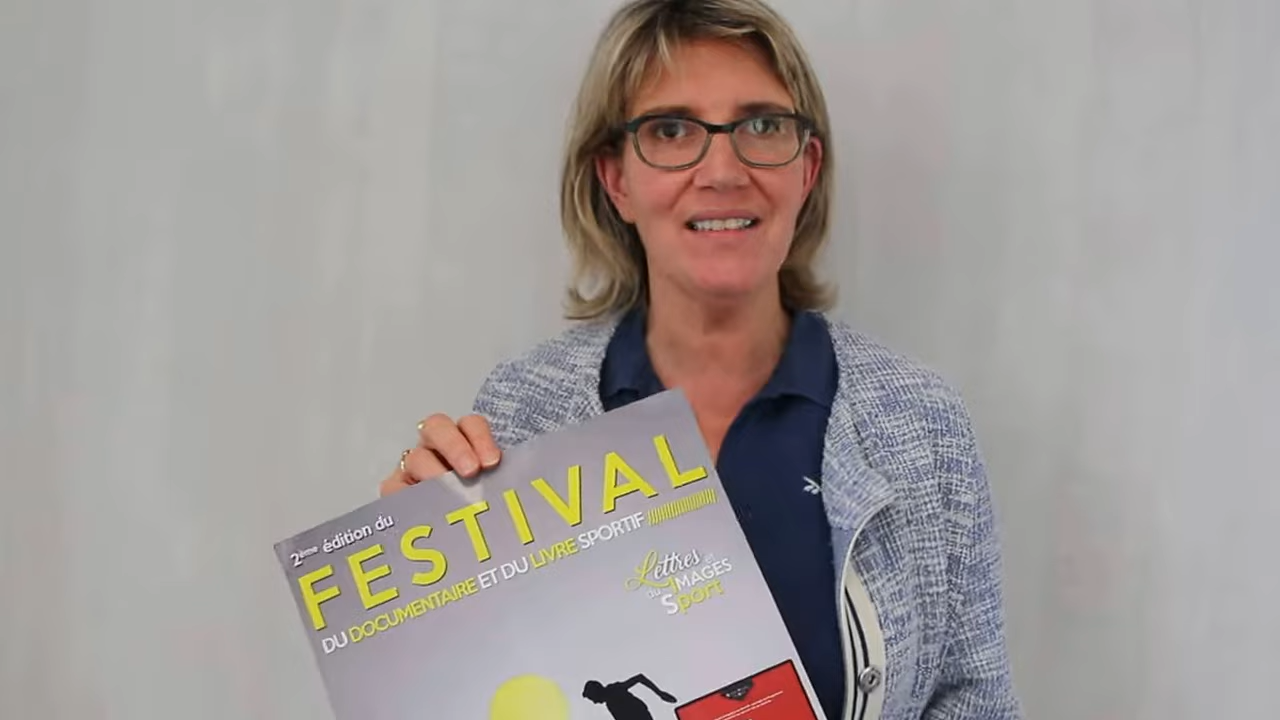 2ème édition du
FESTIVAL
DU DOCUMENTAIRE ET DU LIVRE SPORTIF
Lettres et
du IMAGES
Sport